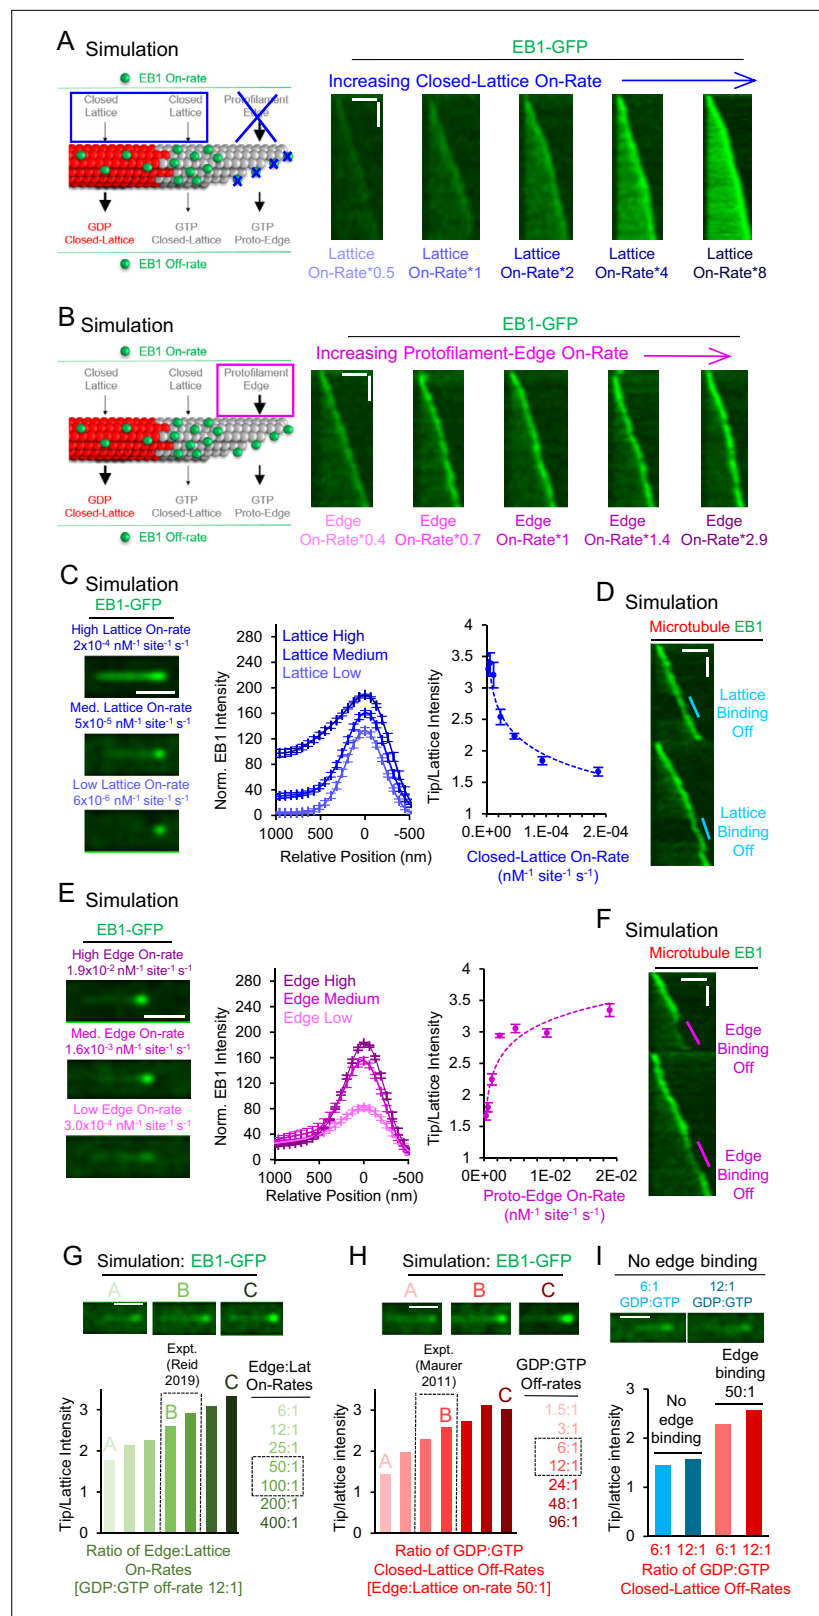 A Simulation
EB1 On-rate
Closed
Lattice
Closed
Lattice
Protofilament
Edge
GDP
Closed-Lattice
GTP
Closed-Lattice
GTP
Proto-Edge
EB1 Off-rate
EB1-GFP
Increasing Closed-Lattice On-Rate
Lattice
On-Rate*0.5
Lattice
On-Rate*1
Lattice
On-Rate*2
Lattice
On-Rate*4
Lattice
On-Rate*8
B Simulation
EB1 On-rate
Closed
Lattice
Closed
Lattice
Protofilament
Edge
GDP
Closed-Lattice
GTP
Closed-Lattice
GTP
Proto-Edge
EB1 Off-rate
EB1-GFP
Increasing Protofilament-Edge On-Rate
Edge
On-Rate*0.4
Edge
On-Rate*0.7
Edge
On-Rate*1
Edge
On-Rate*1.4
Edge
On-Rate*2.9
C Simulation
EB1-GFP
High Lattice On-rate
2x10⁻⁴ nM⁻¹ site⁻¹ s⁻¹
Med. Lattice On-rate
5x10⁻⁵ nM⁻¹ site⁻¹ s⁻¹
Low Lattice On-rate
6x10⁻⁶ nM⁻¹ site⁻¹ s⁻¹
Norm. EB1 Intensity
280
240
200
160
120
80
40
0
Lattice High
Lattice Medium
Lattice Low
1000 500 0 -500
Relative Position (nm)
Tip/Lattice Intensity
4
3.5
3
2.5
2
1.5
1
0.E+00 1.E-04 2.E-04
Closed-Lattice On-Rate
(nM⁻¹ site⁻¹ s⁻¹)
D Simulation
Microtubule EB1
Lattice
Binding
Off
Lattice
Binding
Off
E Simulation
EB1-GFP
High Edge On-rate
1.9x10⁻² nM⁻¹ site⁻¹ s⁻¹
Med. Edge On-rate
1.6x10⁻³ nM⁻¹ site⁻¹ s⁻¹
Low Edge On-rate
3.0x10⁻⁴ nM⁻¹ site⁻¹ s⁻¹
Norm. EB1 Intensity
280
240
200
160
120
80
40
0
Edge High
Edge Medium
Edge Low
1000 500 0 -500
Relative Position (nm)
Tip/Lattice Intensity
4
3.5
3
2.5
2
1.5
1
0E+00 1E-02 2E-02
Proto-Edge On-Rate
(nM⁻¹ site⁻¹ s⁻¹)
F Simulation
Microtubule EB1
Edge
Binding
Off
Edge
Binding
Off
G Simulation: EB1-GFP
A B C
Expt.
(Reid
2019)
Tip/Lattice Intensity
3
2
1
0
A
B
C
Edge:Lat
On-Rates
6:1
12:1
25:1
50:1
100:1
200:1
400:1
Ratio of Edge:Lattice
On-Rates
[GDP:GTP off-rate 12:1]
H Simulation: EB1-GFP
A B C
Expt.
(Maurer
2011)
Tip/lattice intensity
3
2
1
0
A
B
C
GDP:GTP
Off-rates
1.5:1
3:1
6:1
12:1
24:1
48:1
96:1
Ratio of GDP:GTP
Closed-Lattice Off-Rates
[Edge:Lattice on-rate 50:1]
I No edge binding
6:1
GDP:GTP
12:1
GDP:GTP
Tip/lattice intensity
3
2
1
0
No
edge
binding
Edge
binding
50:1
6:1 12:1 6:1 12:1
Ratio of GDP:GTP
Closed-Lattice Off-Rates